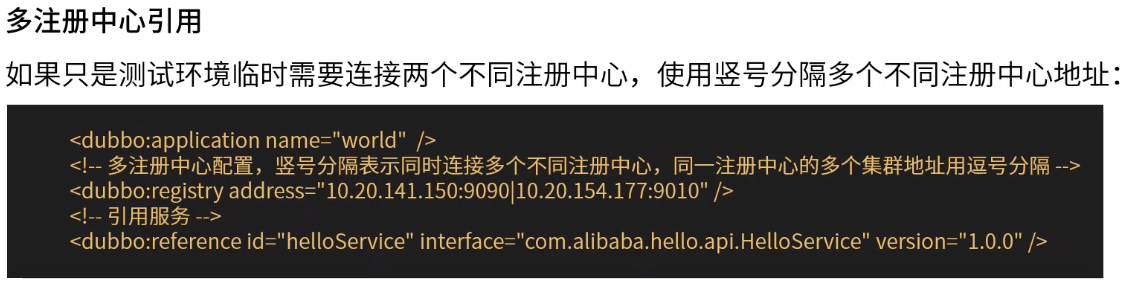 多注册中心引用
如果只是测试环境临时需要连接两个不同注册中心，使用竖号分隔多个不同注册中心地址：
<dubbo:application name="world"  />
<!-- 多注册中心配置，竖号分隔表示同时连接多个不同注册中心，同一注册中心的多个集群地址用逗号分隔 -->
<dubbo:registry address="10.20.141.150:9090|10.20.154.177:9010" />
<!-- 引用服务 -->
<dubbo:reference id="helloService" interface="com.alibaba.hello.api.HelloService" version="1.0.0" />